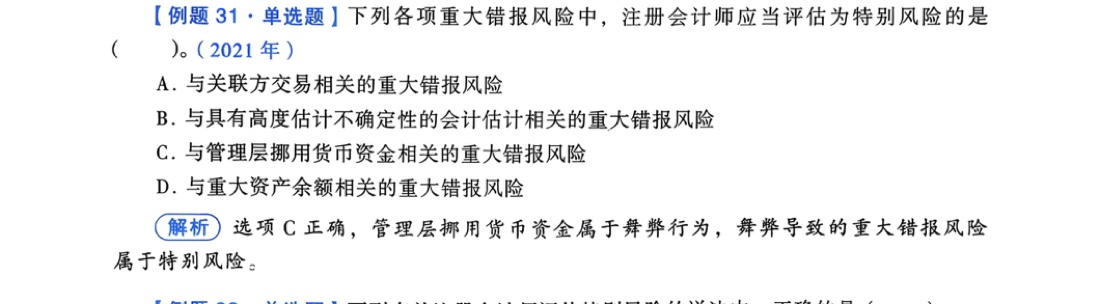 【例题 31·单选题】下列各项重大错报风险中，注册会计师应当评估为特别风险的是
(　　)。(2021 年)
A. 与关联方交易相关的重大错报风险
B. 与具有高度估计不确定性的会计估计相关的重大错报风险
C. 与管理层挪用货币资金相关的重大错报风险
D. 与重大资产余额相关的重大错报风险
解析 选项 C 正确，管理层挪用货币资金属于舞弊行为，舞弊导致的重大错报风险
属于特别风险。